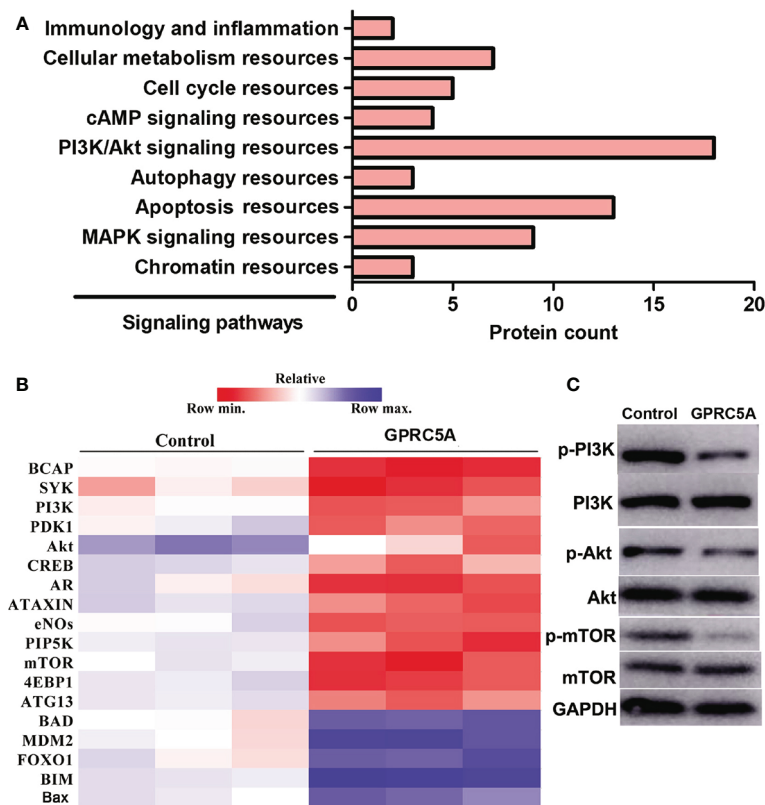 A
Immunology and inflammation
Cellular metabolism resources
Cell cycle resources
cAMP signaling resources
PI3K/Akt signaling resources
Autophagy resources
Apoptosis resources
MAPK signaling resources
Chromatin resources
0 5 10 15 20
Signaling pathways
Protein count
B
Relative
Row min. Row max.
Control GPRC5A
BCAP
SYK
PI3K
PDK1
Akt
CREB
AR
ATAXIN
eNOs
PIP5K
mTOR
4EBP1
ATG13
BAD
MDM2
FOXO1
BIM
Bax
C
Control GPRC5A
p-PI3K
PI3K
p-Akt
Akt
p-mTOR
mTOR
GAPDH